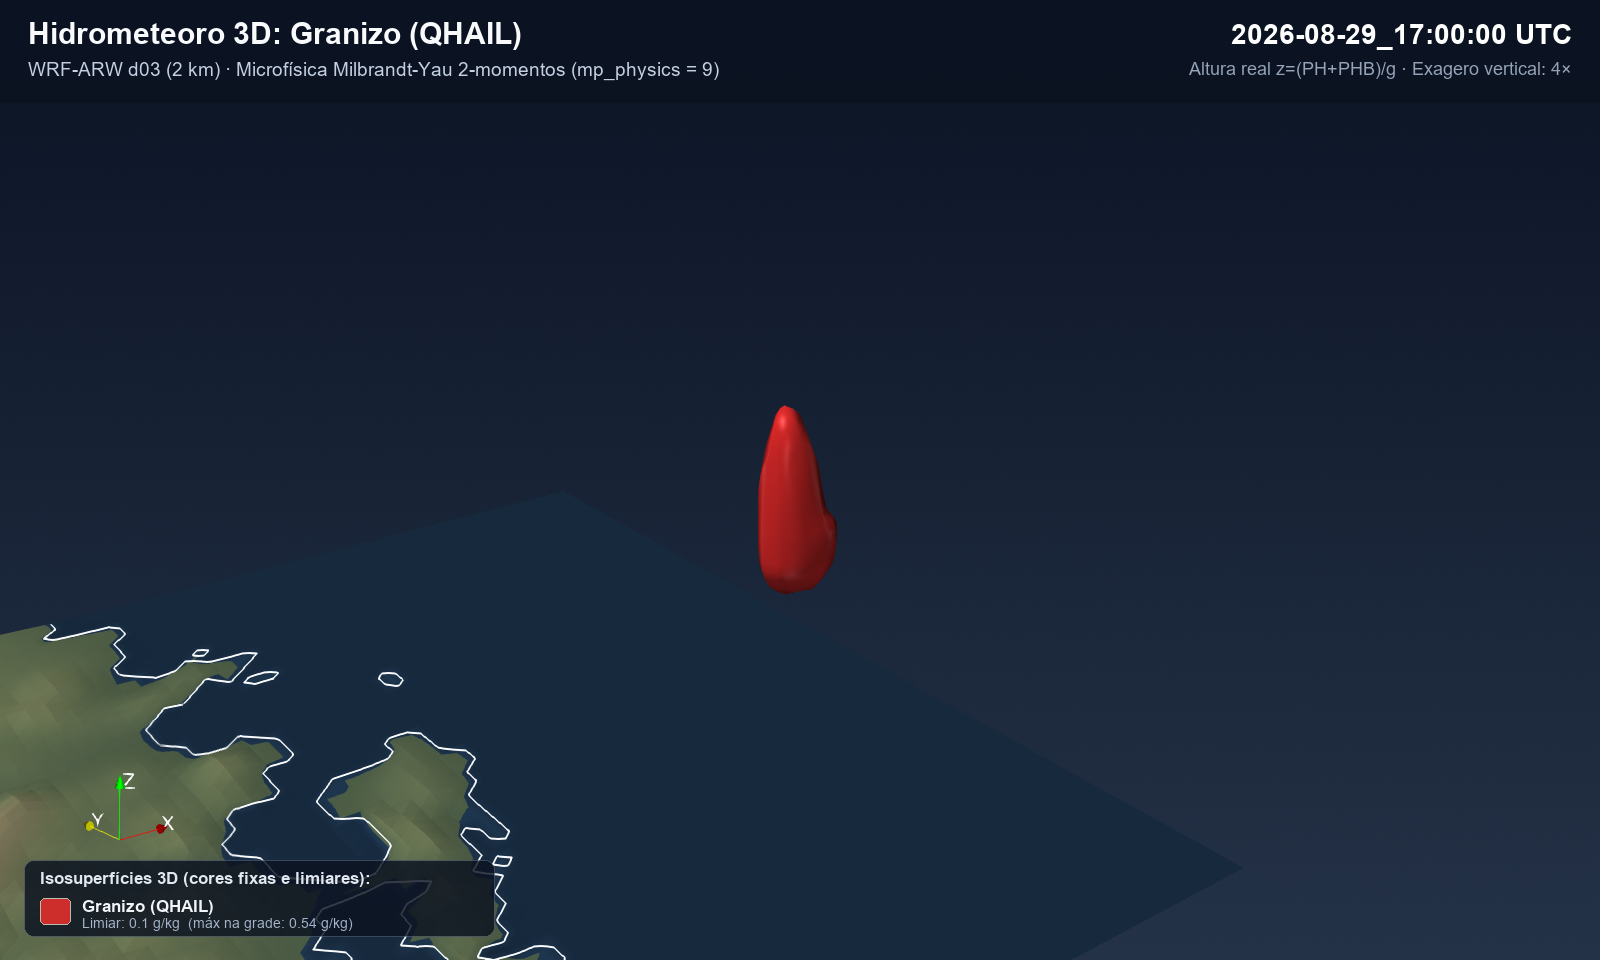 Hidrometeoro 3D: Granizo (QHAIL)
WRF-ARW d03 (2 km) · Microfísica Milbrandt-Yau 2-momentos (mp_physics = 9)
2026-08-29_17:00:00 UTC
Altura real z=(PH+PHB)/g · Exagero vertical: 4×
Z
Y
X
Isosuperfícies 3D (cores fixas e limiares):
Granizo (QHAIL)
Limiar: 0.1 g/kg (máx na grade: 0.54 g/kg)